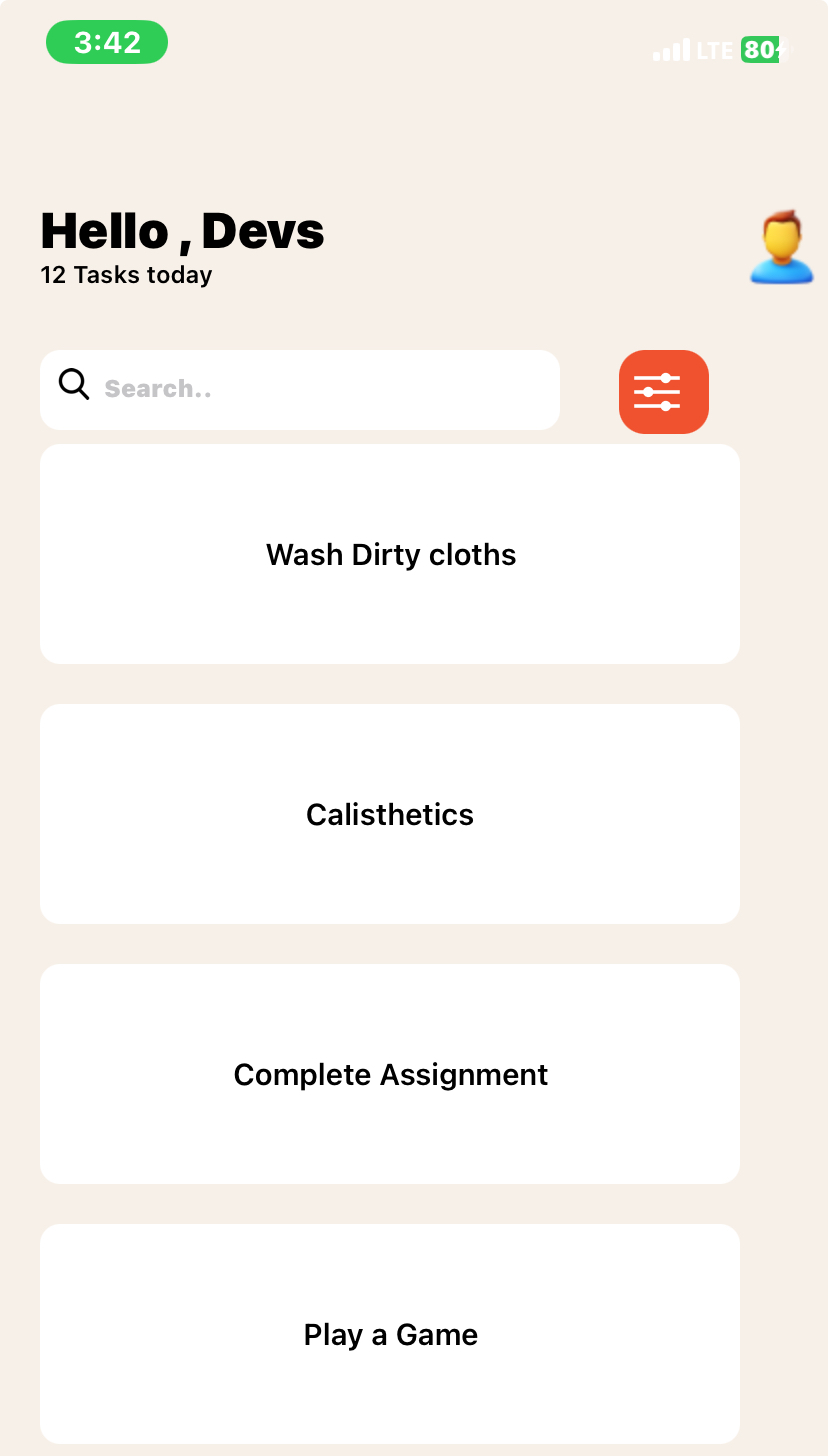 3:42
LTE 80
Hello , Devs
12 Tasks today
Search..
Wash Dirty cloths
Calisthetics
Complete Assignment
Play a Game